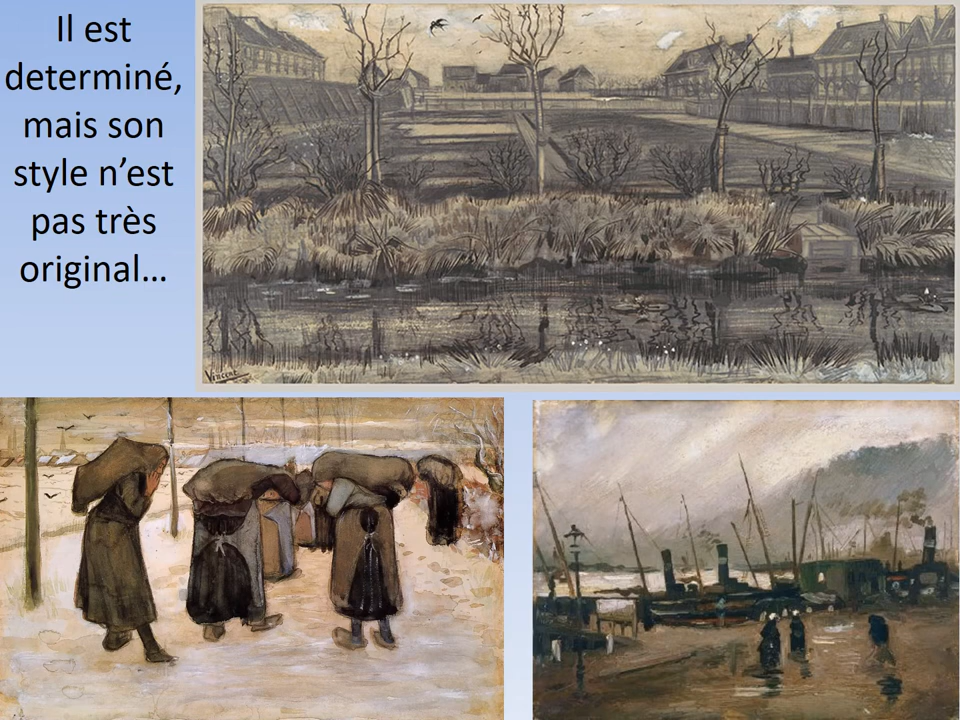 Il est
determiné,
mais son
style n’est
pas très
original…
Vincent